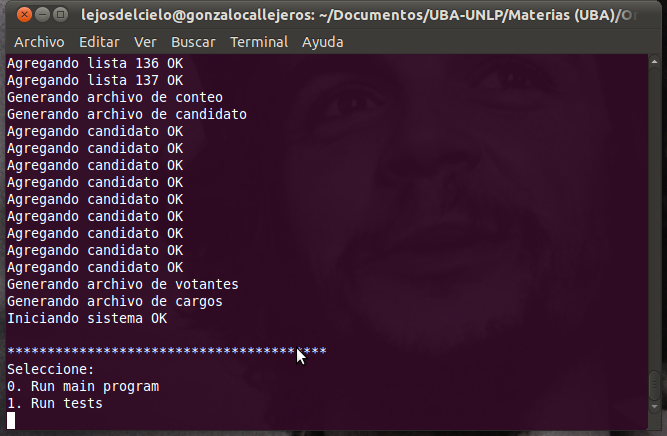 lejosdelcielo@gonzalocallejeros: ~/Documentos/UBA-UNLP/Materias (UBA)/Or
Archivo Editar Ver Buscar Terminal Ayuda
Agregando lista 136 OK
Agregando lista 137 OK
Generando archivo de conteo
Generando archivo de candidato
Agregando candidato OK
Agregando candidato OK
Agregando candidato OK
Agregando candidato OK
Agregando candidato OK
Agregando candidato OK
Agregando candidato OK
Agregando candidato OK
Agregando candidato OK
Generando archivo de votantes
Generando archivo de cargos
Iniciando sistema OK
****************************************
Seleccione:
0. Run main program
1. Run tests